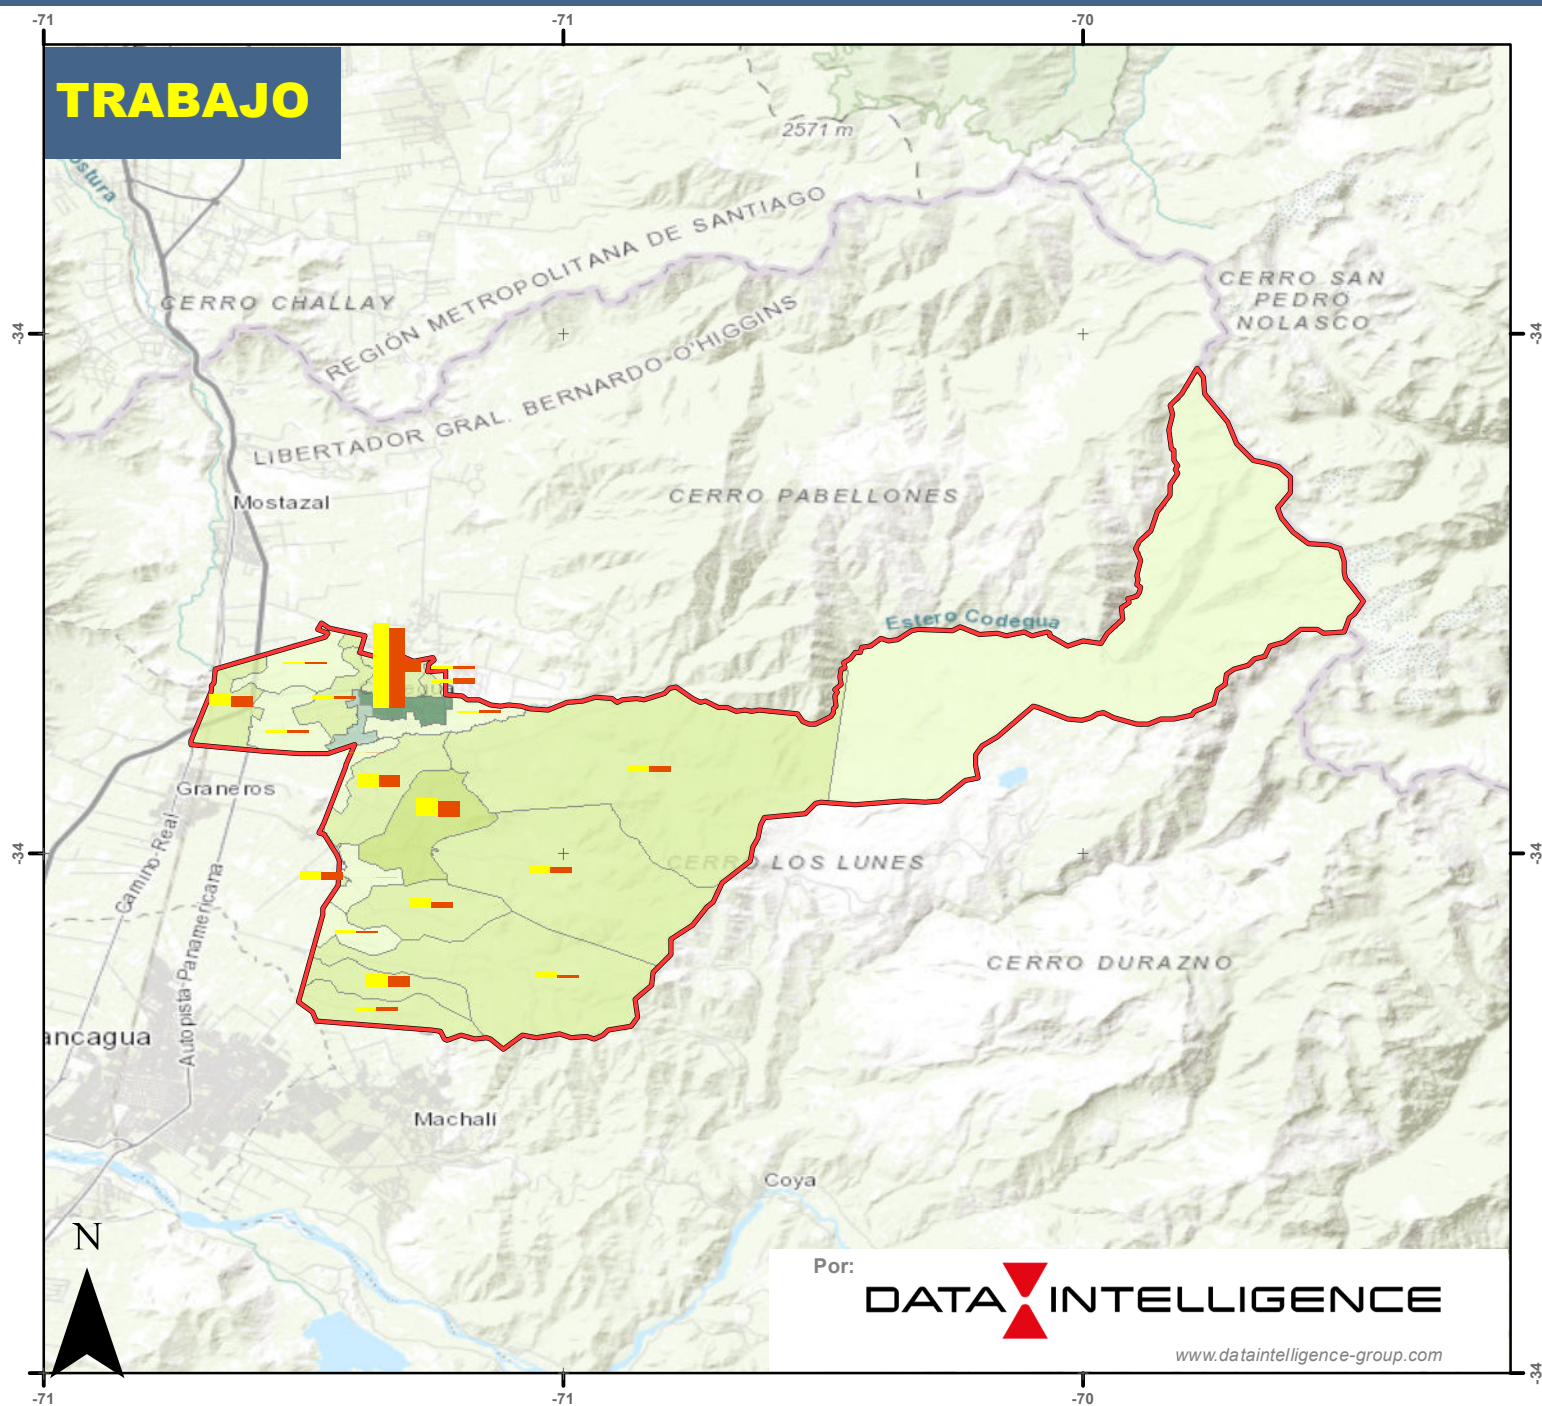 -71
-71
-70
TRABAJO
2571 m
REGIÓN METROPOLITANA DE SANTIAGO
CERRO SAN
PEDRO
NOLASCO
CERRO CHALLAY
-34
-34
LIBERTADOR GRAL. BERNARDO O'HIGGINS
Mostazal
CERRO PABELLONES
Estero Codegua
Graneros
-34
-34
CERRO LOS LUNES
Camino Real
Autopista Panamericana
CERRO DURAZNO
ancagua
Machalí
Coya
N
Por:
DATA INTELLIGENCE
www.dataintelligence-group.com
-34
-71
-71
-70